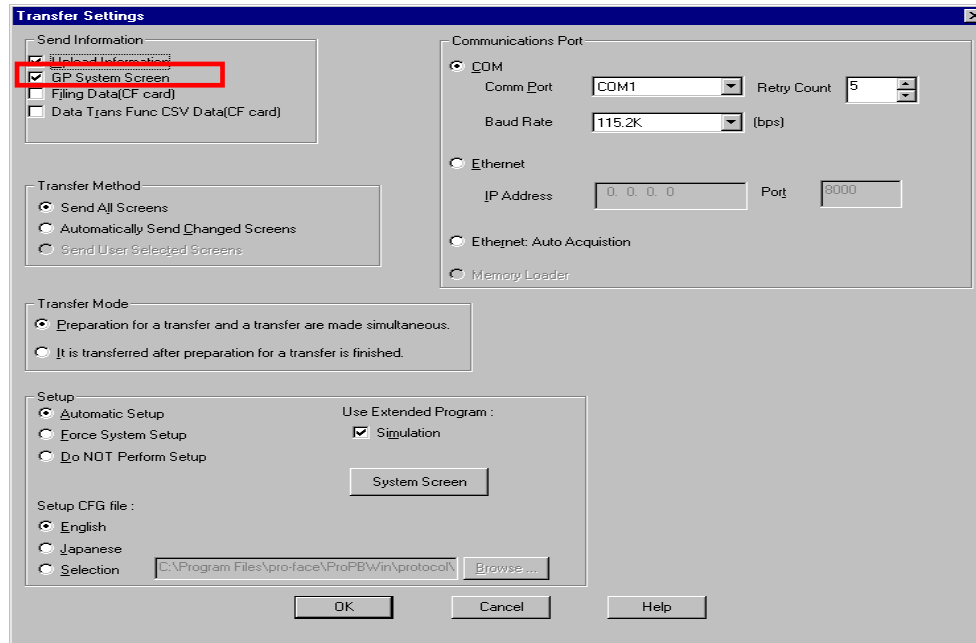 Transfer Settings
Send Information
Upload Information
GP System Screen
Filing Data(CF card)
Data Trans Func CSV Data(CF card)
Transfer Method
Send All Screens
Automatically Send Changed Screens
Send User Selected Screens
Transfer Mode
Preparation for a transfer and a transfer are made simultaneous.
It is transferred after preparation for a transfer is finished.
Setup
Automatic Setup
Force System Setup
Do NOT Perform Setup
Use Extended Program :
Simulation
System Screen
Setup CFG file :
English
Japanese
Selection
C:\Program Files\pro-face\ProPBWin\protocol\
Browse ...
Communications Port
COM
Comm Port COM1 Retry Count 5
Baud Rate 115.2K (bps)
Ethernet
IP Address 0. 0. 0. 0 Port 8000
Ethernet: Auto Acquistion
Memory Loader
OK Cancel Help